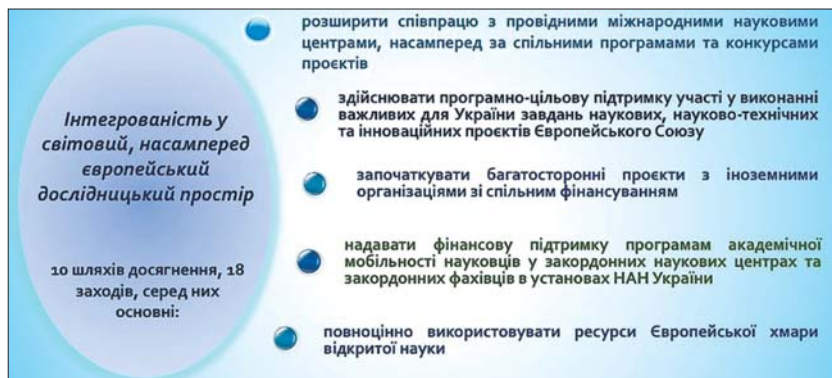 Інтегрованість у
світовий, насамперед
європейський
дослідницький простір
10 шляхів досягнення, 18
заходів, серед них
основні:
розширити співпрацю з провідними міжнародними науковими
центрами, насамперед за спільними програмами та конкурсами
проєктів
здійснювати програмно-цільову підтримку участі у виконанні
важливих для України завдань наукових, науково-технічних
та інноваційних проєктів Європейського Союзу
започаткувати багатосторонні проєкти з іноземними
організаціями зі спільним фінансуванням
надавати фінансову підтримку програмам академічної
мобільності науковців у закордонних наукових центрах та
закордонних фахівців в установах НАН України
повноцінно використовувати ресурси Європейської хмари
відкритої науки